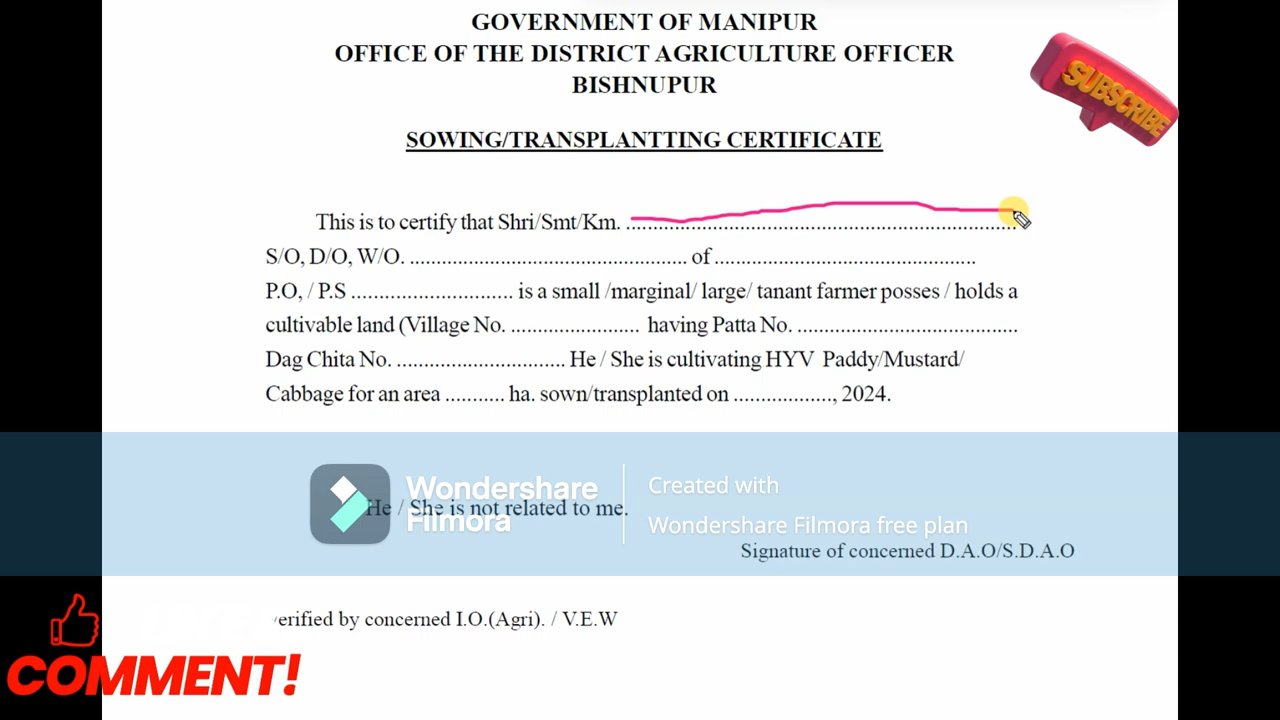 GOVERNMENT OF MANIPUR
OFFICE OF THE DISTRICT AGRICULTURE OFFICER
BISHNUPUR
SUBSCRIBE
SOWING/TRANSPLANTTING CERTIFICATE
This is to certify that Shri/Smt/Km. ....................................................................
S/O, D/O, W/O. ................................................ of .............................................
P.O, / P.S ............................ is a small /marginal/ large/ tanant farmer posses / holds a
cultivable land (Village No. ...................... having Patta No. ......................................
Dag Chita No. ............................. He / She is cultivating HYV Paddy/Mustard/
Cabbage for an area ........... ha. sown/transplanted on ................., 2024.
He / She is not related to me.
Wondershare
Filmora
Created with
Wondershare Filmora free plan
Signature of concerned D.A.O/S.D.A.O
erified by concerned I.O.(Agri). / V.E.W
COMMENT!